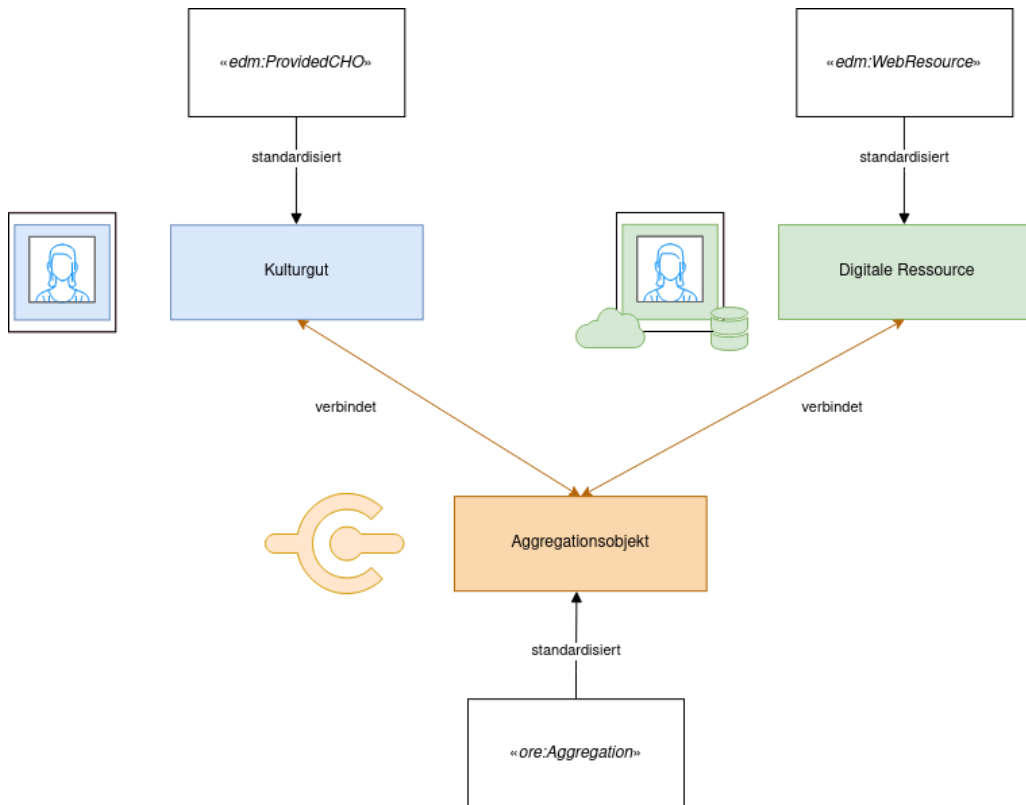 «edm:ProvidedCHO»
«edm:WebResource»
standardisiert
standardisiert
Kulturgut
Digitale Ressource
verbindet
verbindet
Aggregationsobjekt
standardisiert
«ore:Aggregation»